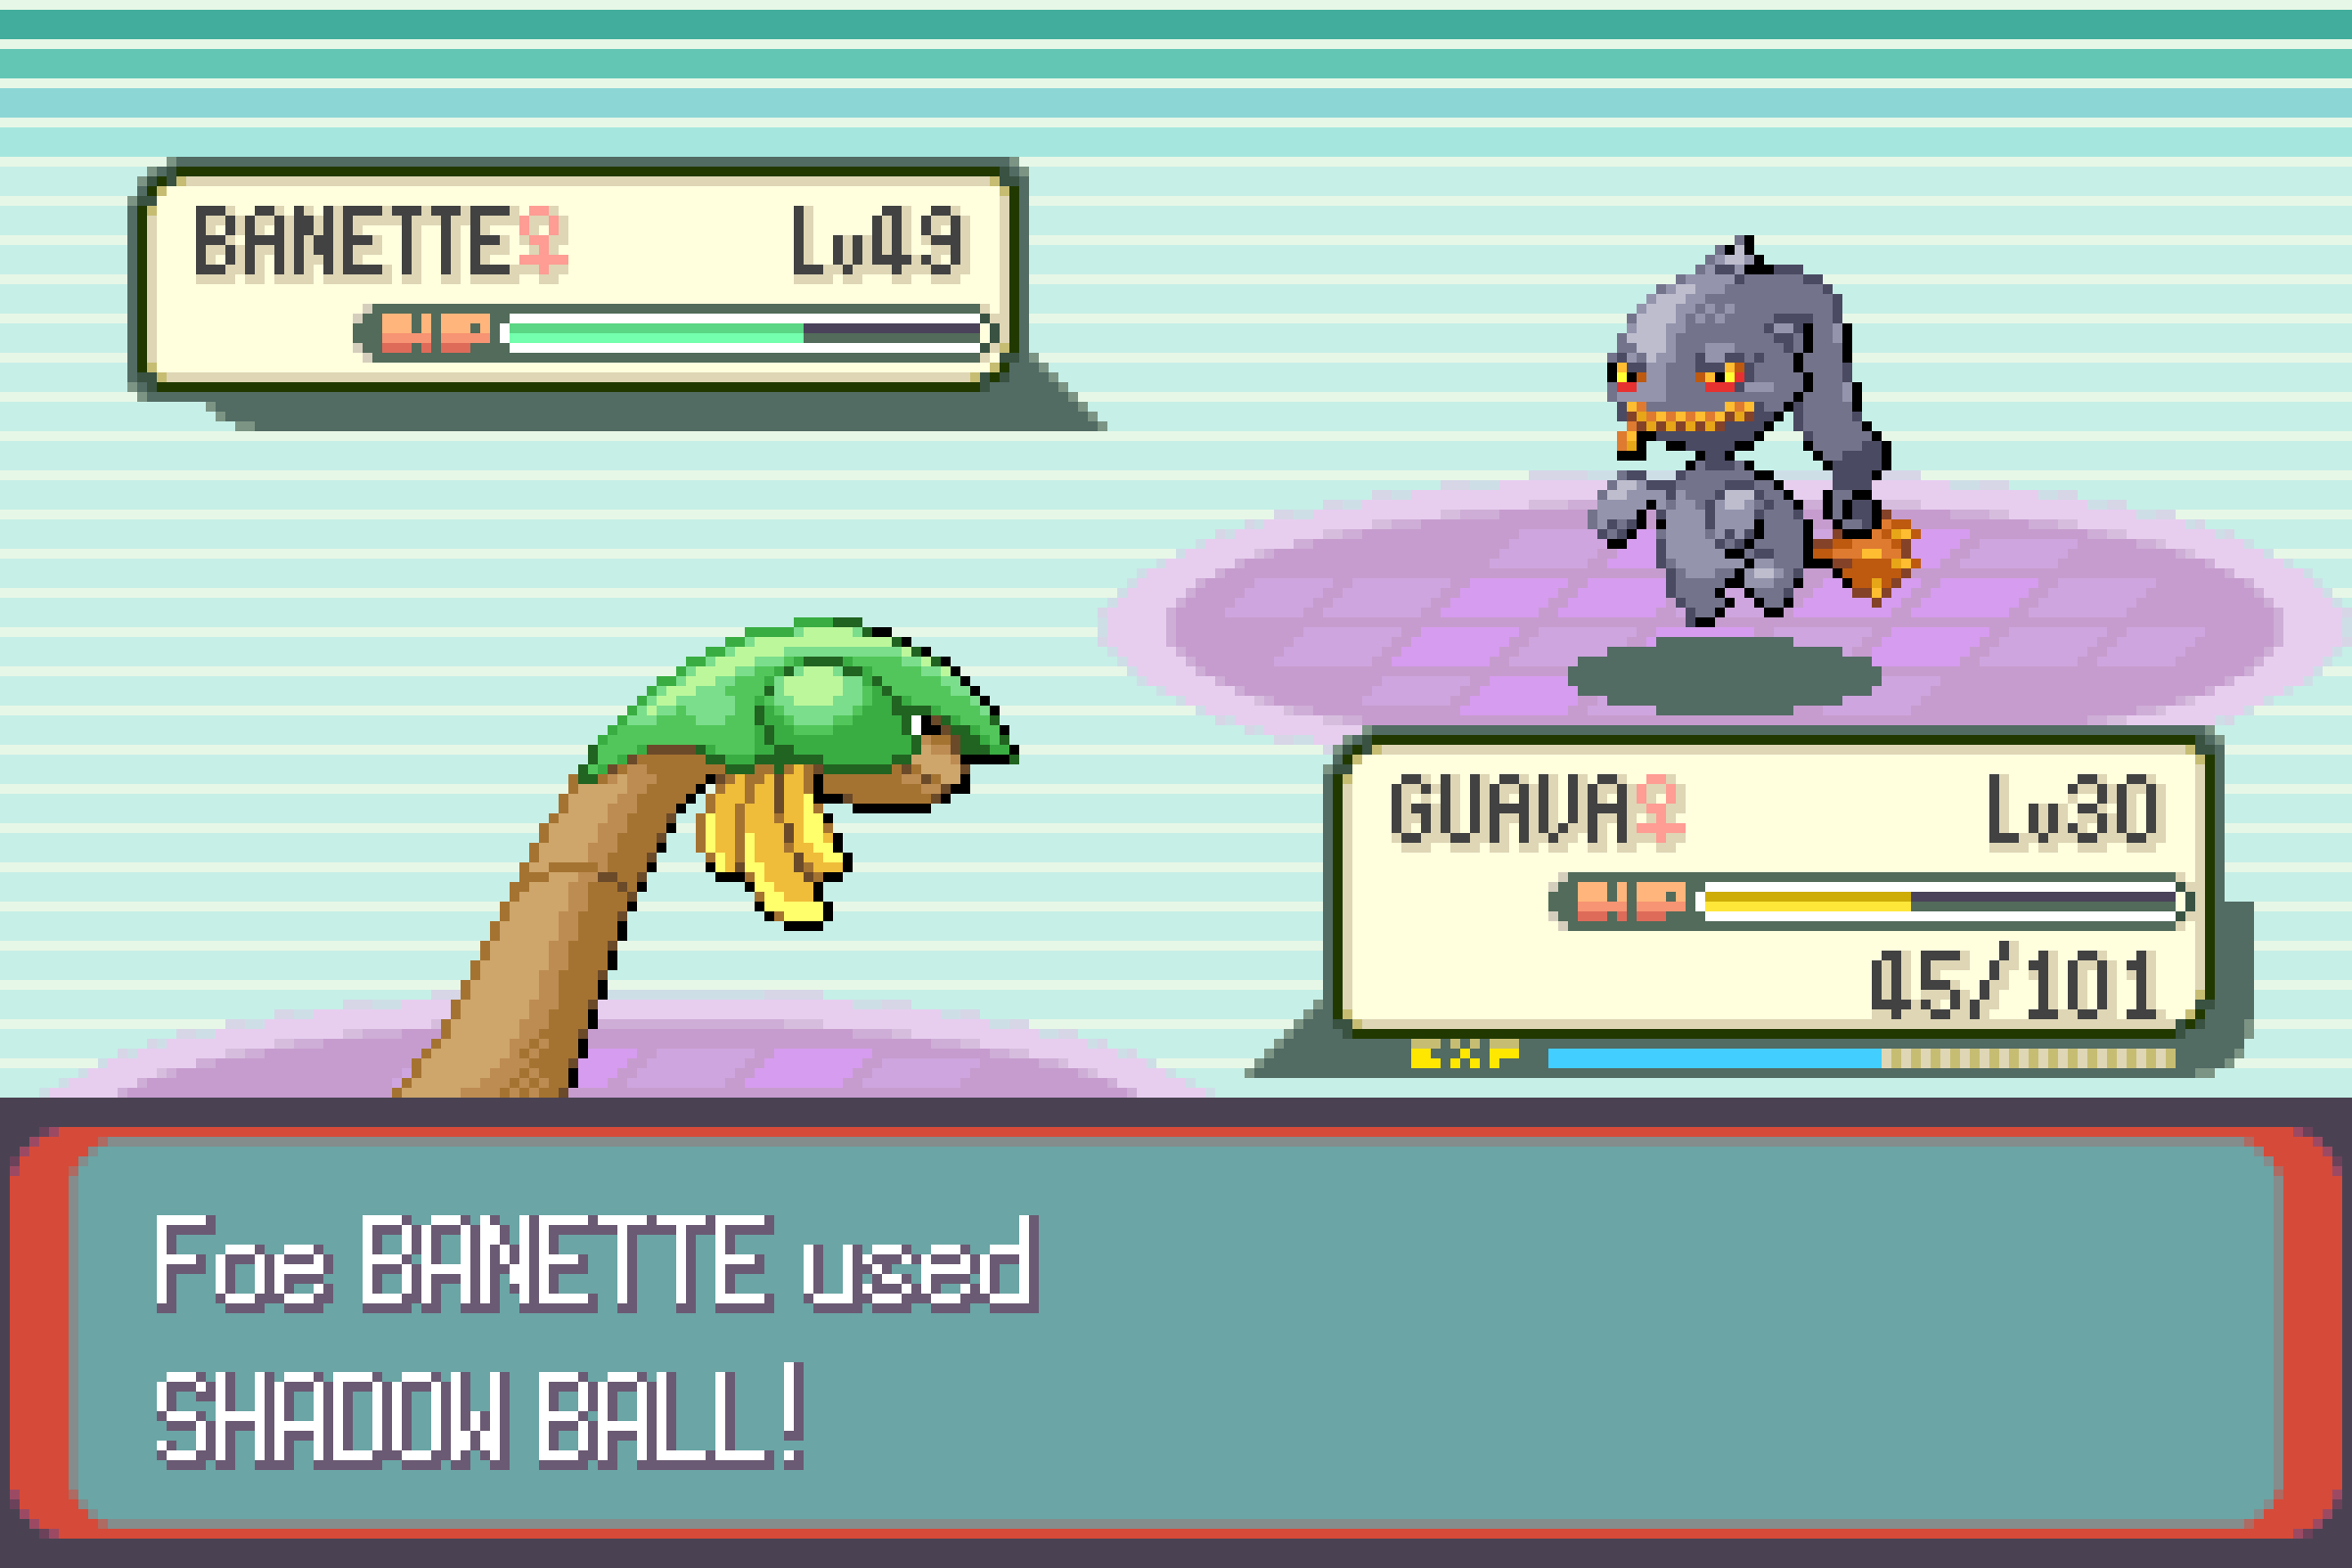 BANETTE♀ Lv49
HP
GUAVA♀ Lv30
HP
45/101
EXP
Foe BANETTE used
SHADOW BALL!